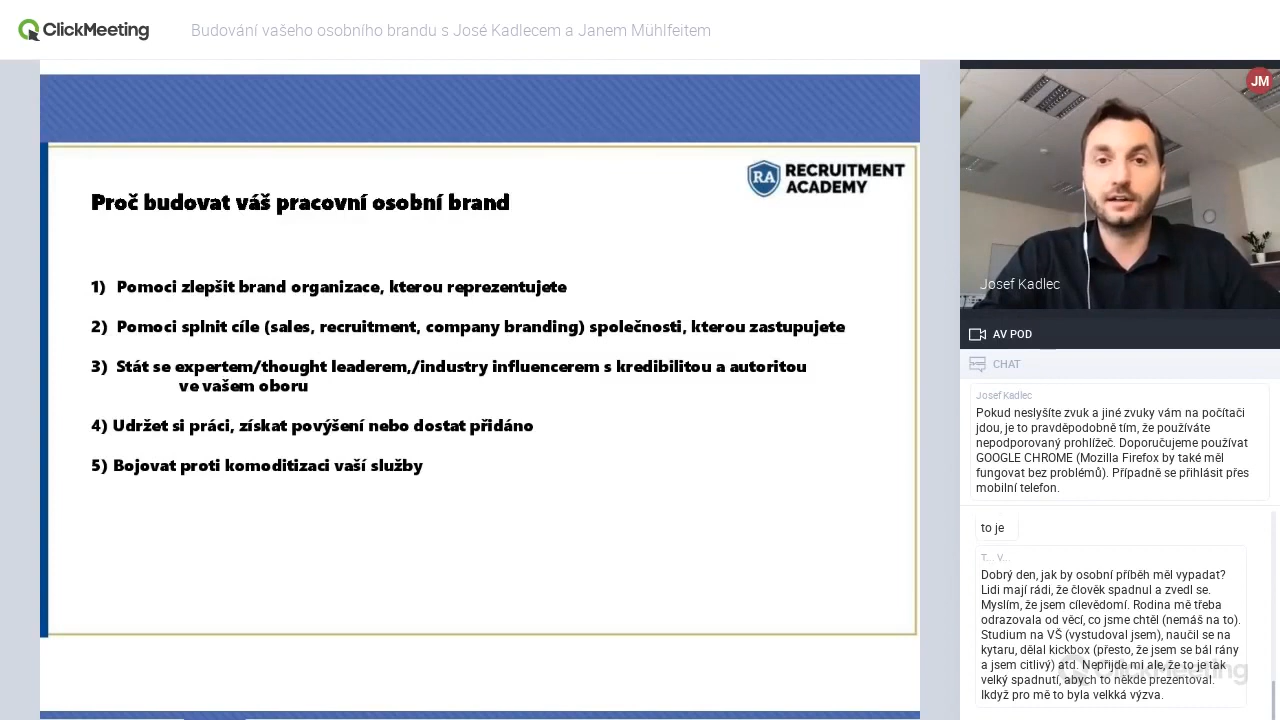 ClickMeeting
Budování vašeho osobního brandu s José Kadlecem a Janem Mühlfeitem
RA RECRUITMENT
ACADEMY
Proč budovat váš pracovní osobní brand
1) Pomoci zlepšit brand organizace, kterou reprezentujete
2) Pomoci splnit cíle (sales, recruitment, company branding) společnosti, kterou zastupujete
3) Stát se expertem/thought leaderem,/industry influencerem s kredibilitou a autoritou
ve vašem oboru
4) Udržet si práci, získat povýšení nebo dostat přidáno
5) Bojovat proti komoditizaci vaší služby
JM
Josef Kadlec
AV POD
CHAT
Josef Kadlec
Pokud neslyšíte zvuk a jiné zvuky vám na počítači
jdou, je to pravděpodobně tím, že používáte
nepodporovaný prohlížeč. Doporučujeme používat
GOOGLE CHROME (Mozilla Firefox by také měl
fungovat bez problémů). Případně se přihlásit přes
mobilní telefon.
to je
T... V...
Dobrý den, jak by osobní příběh měl vypadat?
Lidi mají rádi, že člověk spadnul a zvedl se.
Myslím, že jsem cílevědomí. Rodina mě třeba
odrazovala od věcí, co jsme chtěl (nemáš na to).
Studium na VŠ (vystudoval jsem), naučil se na
kytaru, dělal kickbox (přesto, že jsem se bál rány
a jsem citlivý) atd. Nepřijde mi ale, že to je tak
velký spadnutí, abych to někde prezentoval.
Ikdyž pro mě to byla velkká výzva.
ClickMeeting